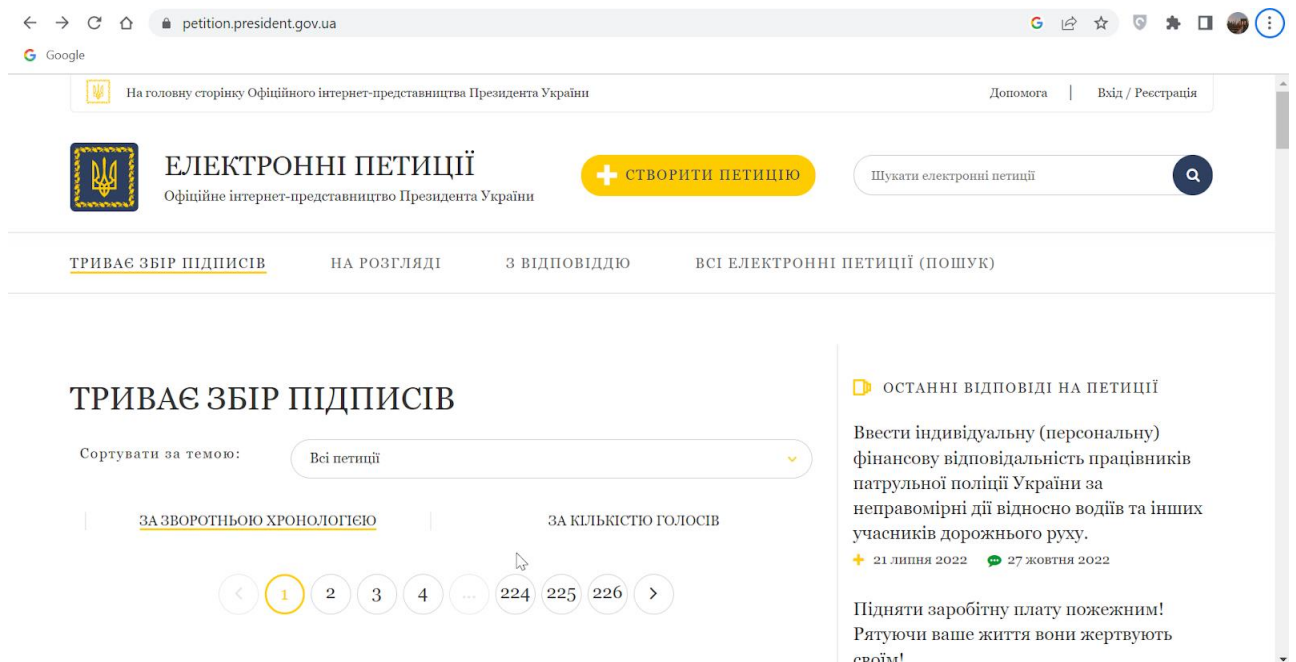 petition.president.gov.ua
Google
На головну сторінку Офіційного інтернет-представництва Президента України
Допомога | Вхід / Реєстрація
ЕЛЕКТРОННІ ПЕТИЦІЇ
Офіційне інтернет-представництво Президента України
СТВОРИТИ ПЕТИЦІЮ
Шукати електронні петиції
ТРИВАЄ ЗБІР ПІДПИСІВ НА РОЗГЛЯДІ З ВІДПОВІДДЮ ВСІ ЕЛЕКТРОННІ ПЕТИЦІЇ (ПОШУК)
ТРИВАЄ ЗБІР ПІДПИСІВ
Сортувати за темою: Всі петиції
ЗА ЗВОРОТНЬОЮ ХРОНОЛОГІЄЮ ЗА КІЛЬКІСТЮ ГОЛОСІВ
1 2 3 4 ... 224 225 226
ОСТАННІ ВІДПОВІДІ НА ПЕТИЦІЇ
Ввести індивідуальну (персональну)
фінансову відповідальність працівників
патрульної поліції України за
неправомірні дії відносно водіїв та інших
учасників дорожнього руху.
21 липня 2022 27 жовтня 2022
Підняти заробітну плату пожежним!
Рятуючи ваше життя вони жертвують
своїм!